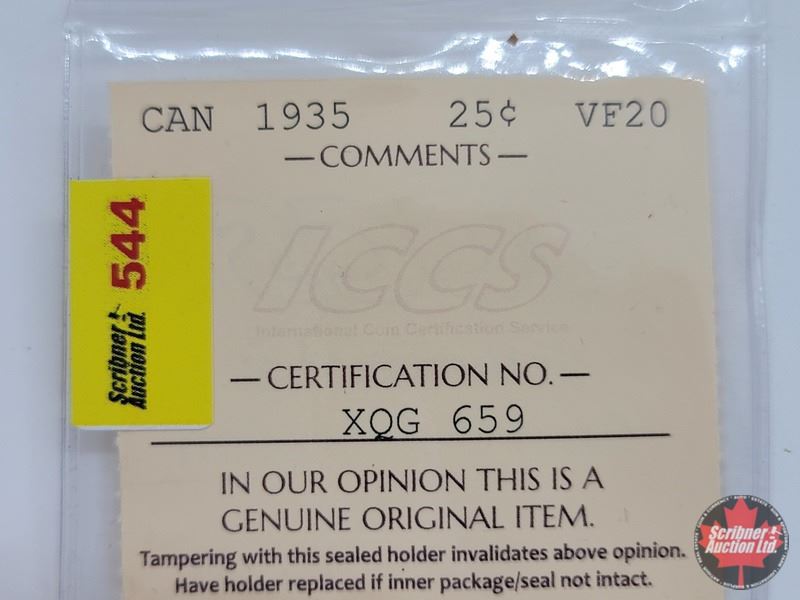 CAN 1935 25¢ VF20
—COMMENTS—
ICCS
International Coin Certification Service
544
Scribner!
Auction Ltd.
—CERTIFICATION NO.—
XQG 659
IN OUR OPINION THIS IS A
GENUINE ORIGINAL ITEM.
Tampering with this sealed holder invalidates above opinion.
Have holder replaced if inner package/seal not intact.
Scribner!
Auction Ltd.